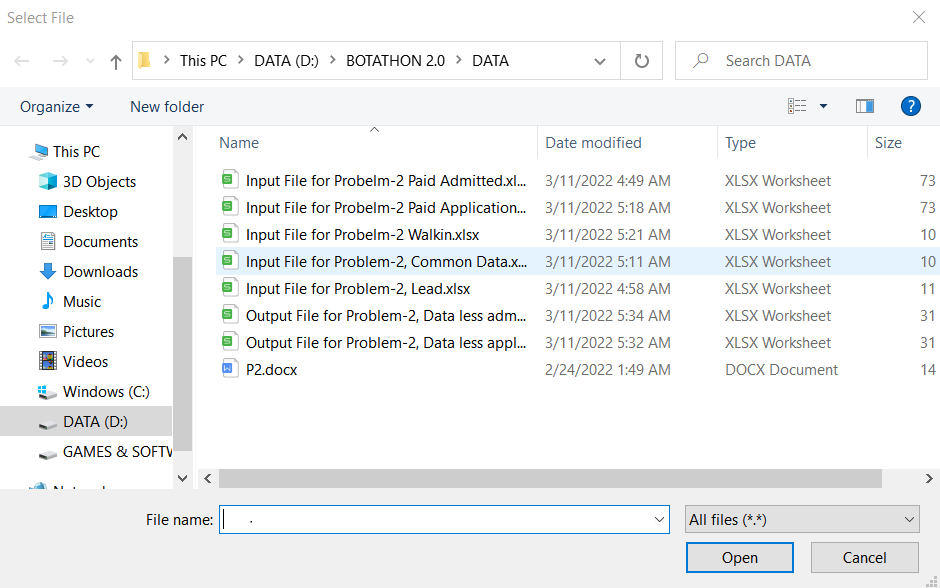 Select File
This PC DATA (D:) BOTATHON 2.0 DATA
Search DATA
Organize New folder
?
Name Date modified Type Size
This PC
3D Objects
Desktop
Documents
Downloads
Music
Pictures
Videos
Windows (C:)
DATA (D:)
GAMES & SOFTW
Input File for Probelm-2 Paid Admitted.xl... 3/11/2022 4:49 AM XLSX Worksheet 73
Input File for Probelm-2 Paid Application... 3/11/2022 5:18 AM XLSX Worksheet 73
Input File for Probelm-2 Walkin.xlsx 3/11/2022 5:21 AM XLSX Worksheet 10
Input File for Problem-2, Common Data.x... 3/11/2022 5:11 AM XLSX Worksheet 10
Input File for Problem-2, Lead.xlsx 3/11/2022 4:58 AM XLSX Worksheet 11
Output File for Problem-2, Data less adm... 3/11/2022 5:34 AM XLSX Worksheet 31
Output File for Problem-2, Data less appl... 3/11/2022 5:32 AM XLSX Worksheet 31
P2.docx 2/24/2022 1:49 AM DOCX Document 14
File name: . All files (*.*)
Open Cancel